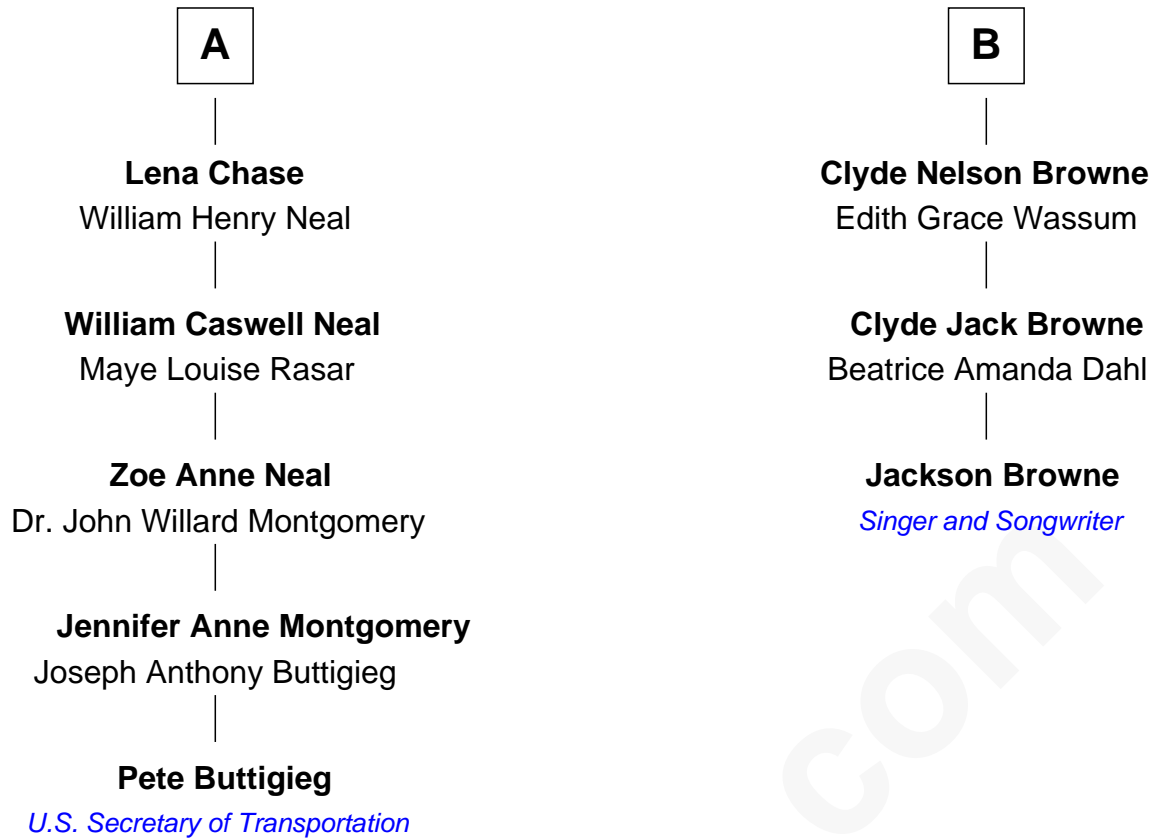 A
Lena Chase
William Henry Neal
William Caswell Neal
Maye Louise Rasar
Zoe Anne Neal
Dr. John Willard Montgomery
Jennifer Anne Montgomery
Joseph Anthony Buttigieg
Pete Buttigieg
U.S. Secretary of Transportation
B
Clyde Nelson Browne
Edith Grace Wassum
Clyde Jack Browne
Beatrice Amanda Dahl
Jackson Browne
Singer and Songwriter
com